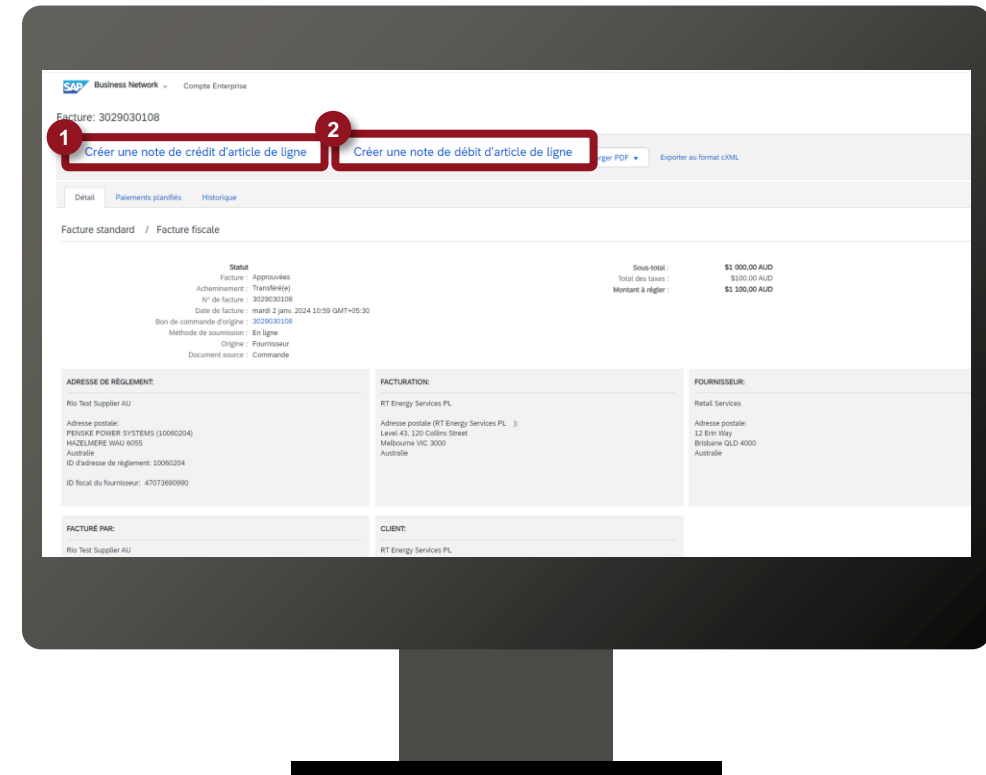 SAP Business Network Compte Enterprise
Facture: 3029030108
1
2
Créer une note de crédit d'article de ligne
Créer une note de débit d'article de ligne
rger PDF
Exporter au format cXML
Détail Paiements planifiés Historique
Facture standard / Facture fiscale
Statut
Facture : Approuvées
Acheminement : Transféré(e)
N° de facture : 3029030108
Date de facture : mardi 2 janv. 2024 10:59 GMT+05:30
Bon de commande d'origine : 3029030108
Méthode de soumission : En ligne
Origine : Fournisseur
Document source : Commande
Sous-total : $1 000,00 AUD
Total des taxes : $100,00 AUD
Montant à régler : $1 100,00 AUD
ADRESSE DE RÈGLEMENT:
Rio Test Supplier AU
Adresse postale:
PENSKE POWER SYSTEMS (10060204)
HAZELMERE WAU 6055
Australie
ID d'adresse de règlement: 10060204
ID fiscal du fournisseur: 47073690990
FACTURATION:
RT Energy Services PL
Adresse postale (RT Energy Services PL ):
Level 43, 120 Collins Street
Melbourne VIC 3000
Australie
FOURNISSEUR:
Retail Services
Adresse postale:
12 Erin Way
Brisbane QLD 4000
Australie
FACTURÉ PAR:
Rio Test Supplier AU
CLIENT:
RT Energy Services PL